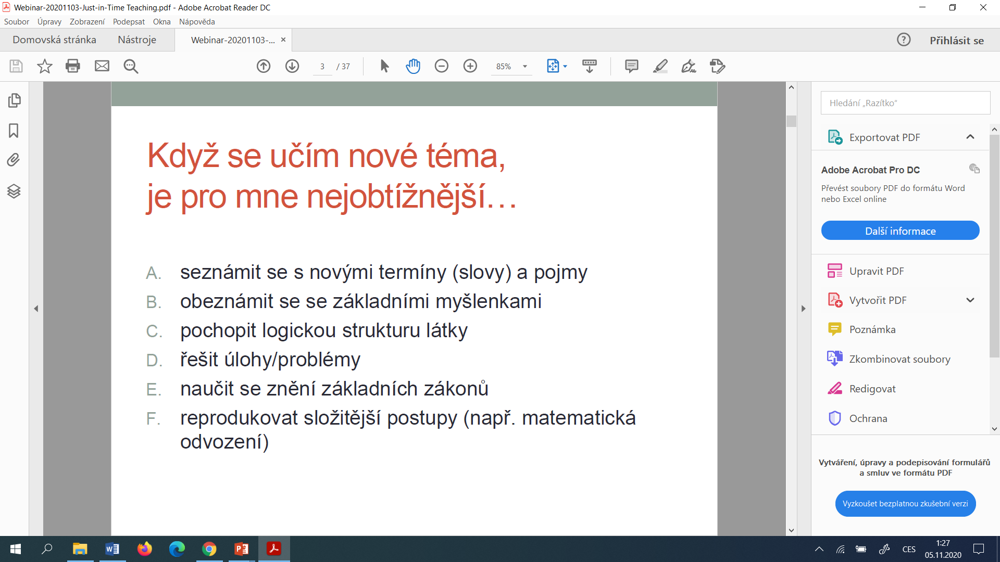 Webinar-20201103-Just-in-Time Teaching.pdf - Adobe Acrobat Reader DC
Soubor Úpravy Zobrazení Podepsat Okna Nápověda
Domovská stránka Nástroje Webinar-20201103-... × Přihlásit se
3 / 37 85%
Když se učím nové téma,
je pro mne nejobtížnější…
A. seznámit se s novými termíny (slovy) a pojmy
B. obeznámit se se základními myšlenkami
C. pochopit logickou strukturu látky
D. řešit úlohy/problémy
E. naučit se znění základních zákonů
F. reprodukovat složitější postupy (např. matematická
odvození)
Hledání „Razítko“
Exportovat PDF
Adobe Acrobat Pro DC
Převést soubory PDF do formátu Word
nebo Excel online
Další informace
Upravit PDF
Vytvořit PDF
Poznámka
Zkombinovat soubory
Redigovat
Ochrana
Vytváření, úpravy a podepisování formulářů
a smluv ve formátu PDF
Vyzkoušet bezplatnou zkušební verzi
CES
1:27
05.11.2020